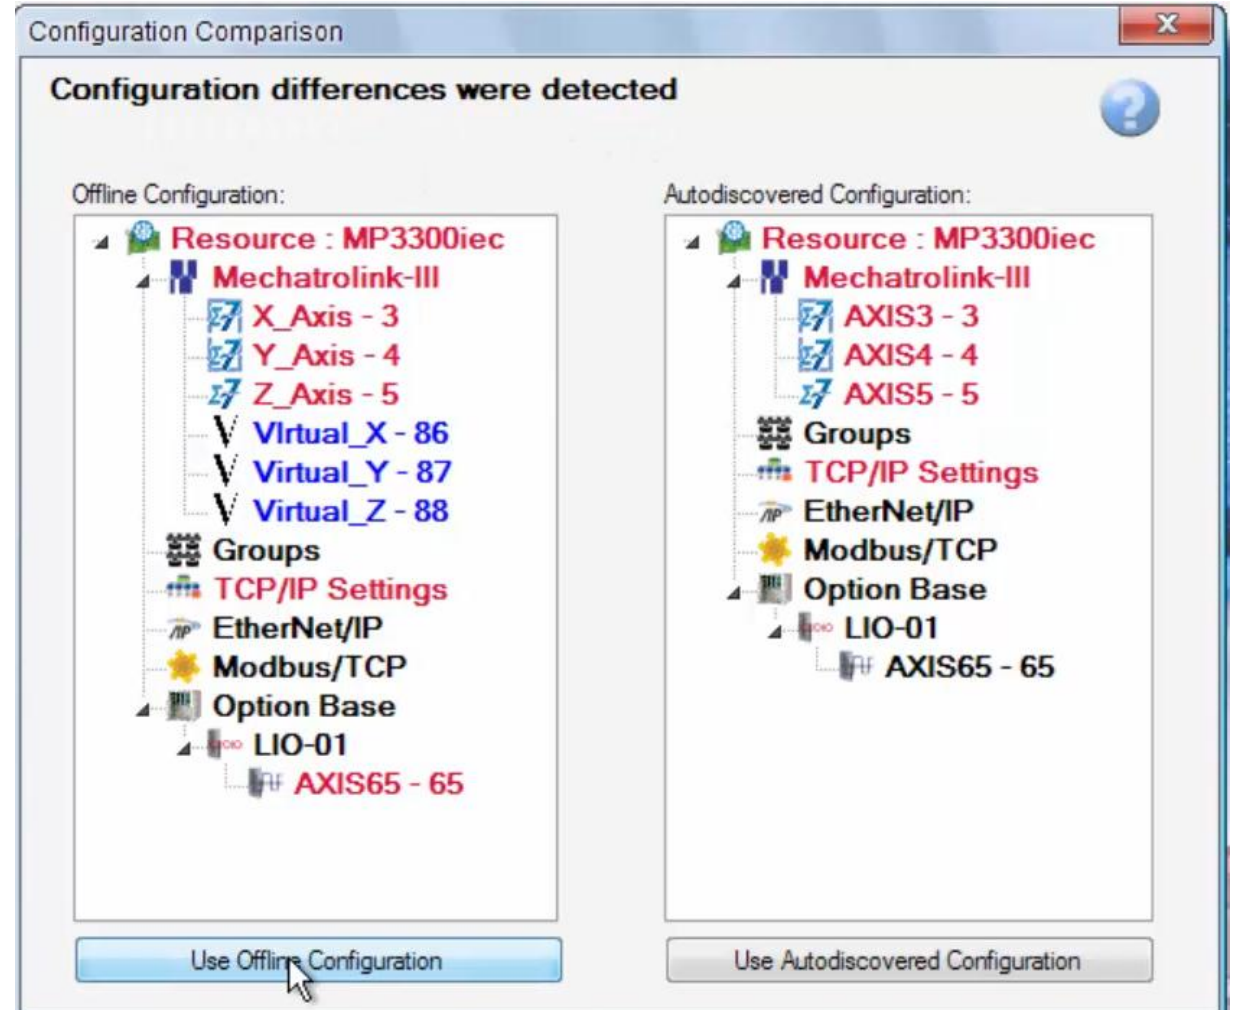 Configuration Comparison
Configuration differences were detected
Offline Configuration:
Resource : MP3300iec
Mechatrolink-III
X_Axis - 3
Y_Axis - 4
Z_Axis - 5
VIrtual_X - 86
Virtual_Y - 87
Virtual_Z - 88
Groups
TCP/IP Settings
EtherNet/IP
Modbus/TCP
Option Base
LIO-01
AXIS65 - 65
Use Offline Configuration
Autodiscovered Configuration:
Resource : MP3300iec
Mechatrolink-III
AXIS3 - 3
AXIS4 - 4
AXIS5 - 5
Groups
TCP/IP Settings
EtherNet/IP
Modbus/TCP
Option Base
LIO-01
AXIS65 - 65
Use Autodiscovered Configuration